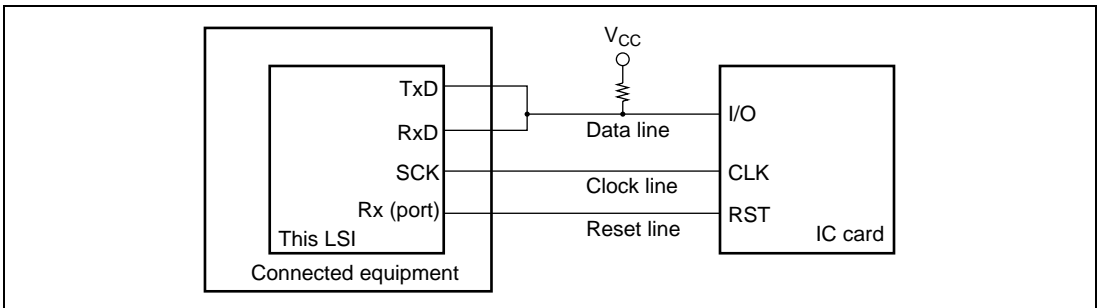 VCC
TxD
RxD
SCK
Rx (port)
This LSI
Connected equipment
Data line
Clock line
Reset line
I/O
CLK
RST
IC card